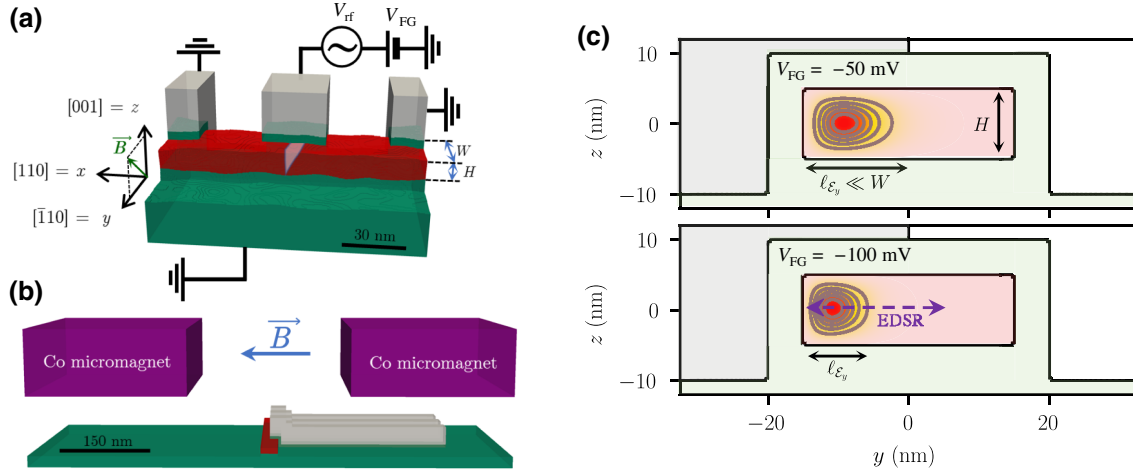 (a)
V_rf
V_FG
[001] = z
B⃗
[110] = x
[1̄10] = y
W
H
30 nm
(b)
Co micromagnet
B⃗
Co micromagnet
150 nm
(c)
10
V_FG = −50 mV
z (nm)
0
H
ℓ_ℰy ≪ W
−10
10
V_FG = −100 mV
z (nm)
0
EDSR
ℓ_ℰy
−10
−20
0
20
y (nm)